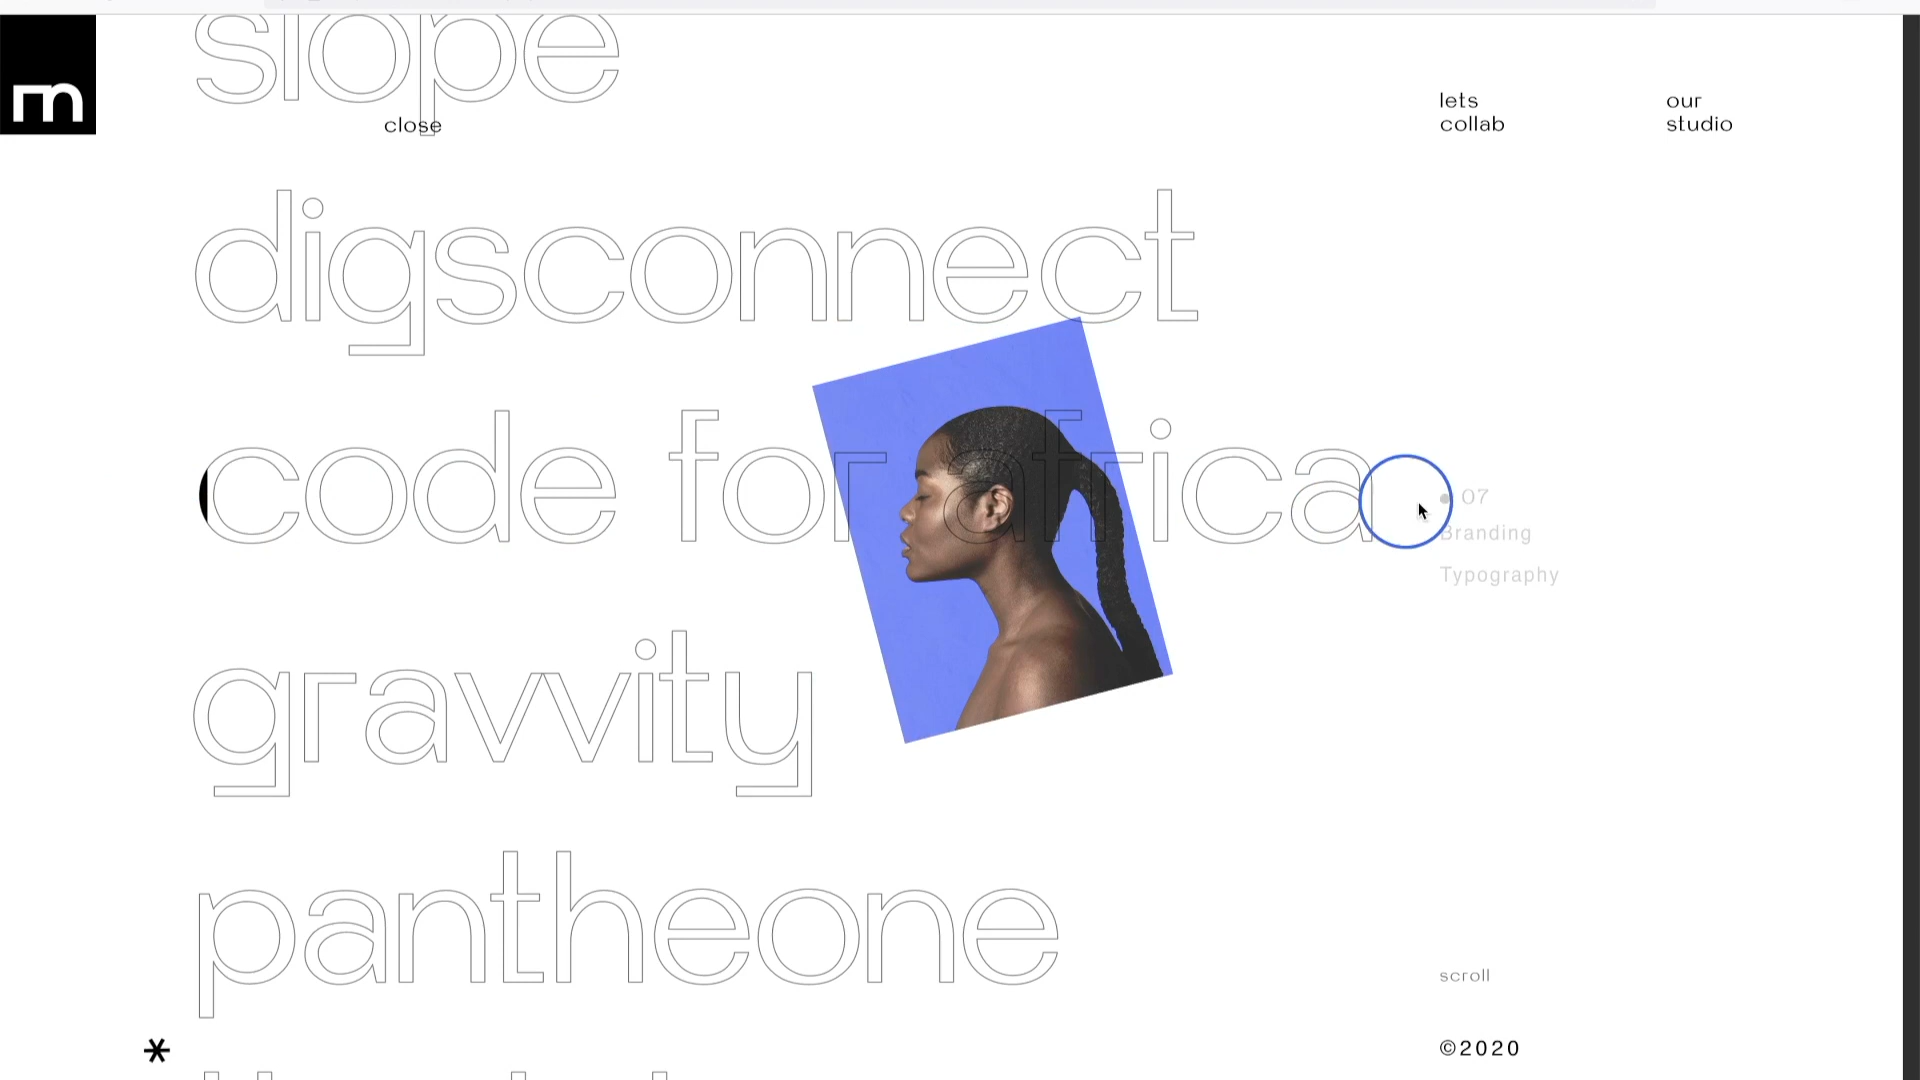 slope
m
close
lets
collab
our
studio
digsconnect
code for africa
07
Branding
Typography
gravvity
pantheone
scroll
©2020